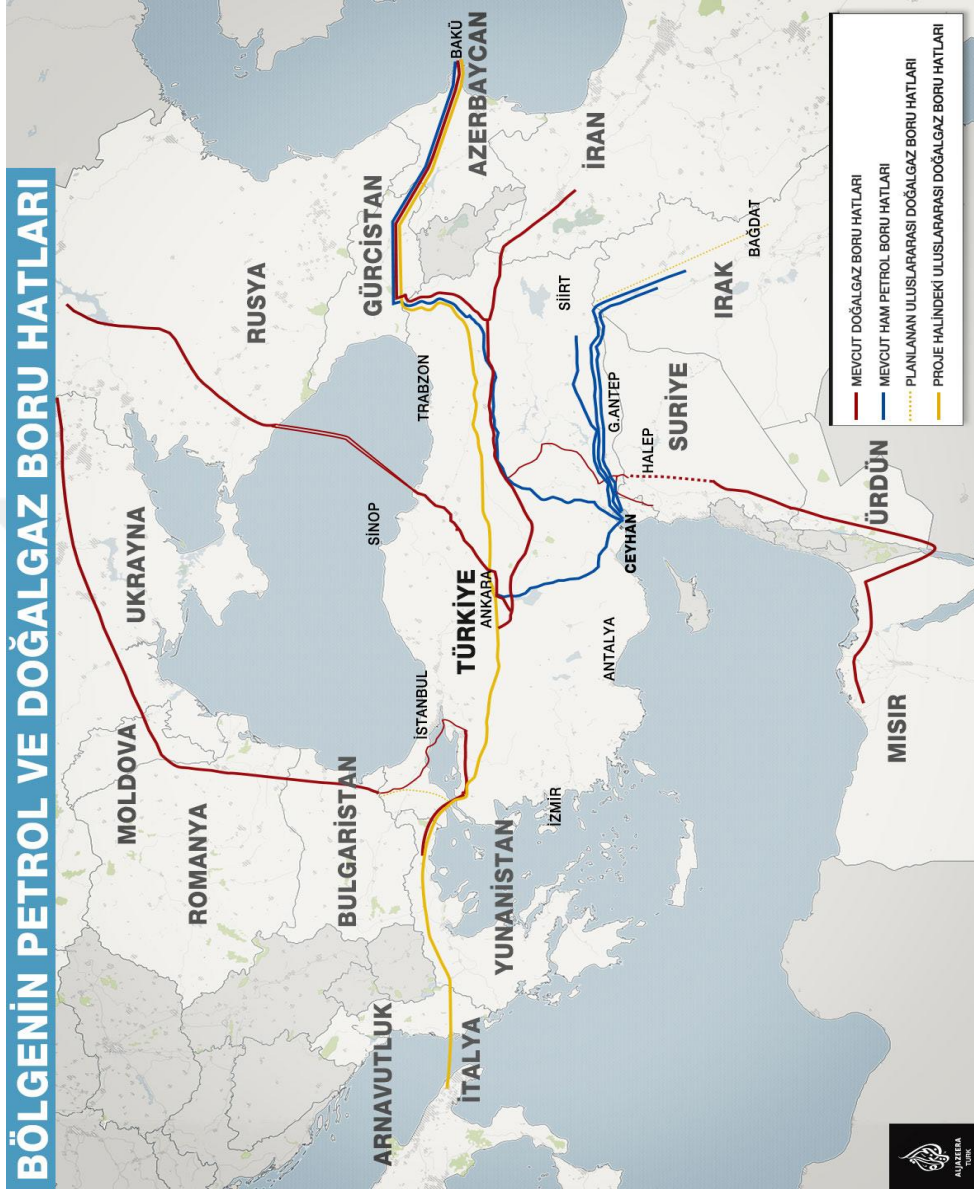 BÖLGENİN PETROL VE DOĞALGAZ BORU HATLARI
UKRAYNA
MOLDOVA
ROMANYA
RUSYA
BULGARİSTAN
GÜRCİSTAN
ARNAVUTLUK
İTALYA
YUNANİSTAN
İSTANBUL
SİNOP
TRABZON
BAKÜ
AZERBAYCAN
TÜRKİYE
ANKARA
İZMİR
ANTALYA
CEYHAN
G.ANTEP
SİİRT
İRAN
HALEP
SURİYE
IRAK
BAĞDAT
ÜRDÜN
MISIR
MEVCUT DOĞALGAZ BORU HATLARI
MEVCUT HAM PETROL BORU HATLARI
PLANLANAN ULUSLARARASI DOĞALGAZ BORU HATLARI
PROJE HALİNDEKİ ULUSLARARASI DOĞALGAZ BORU HATLARI
ALJAZEERA
TURK